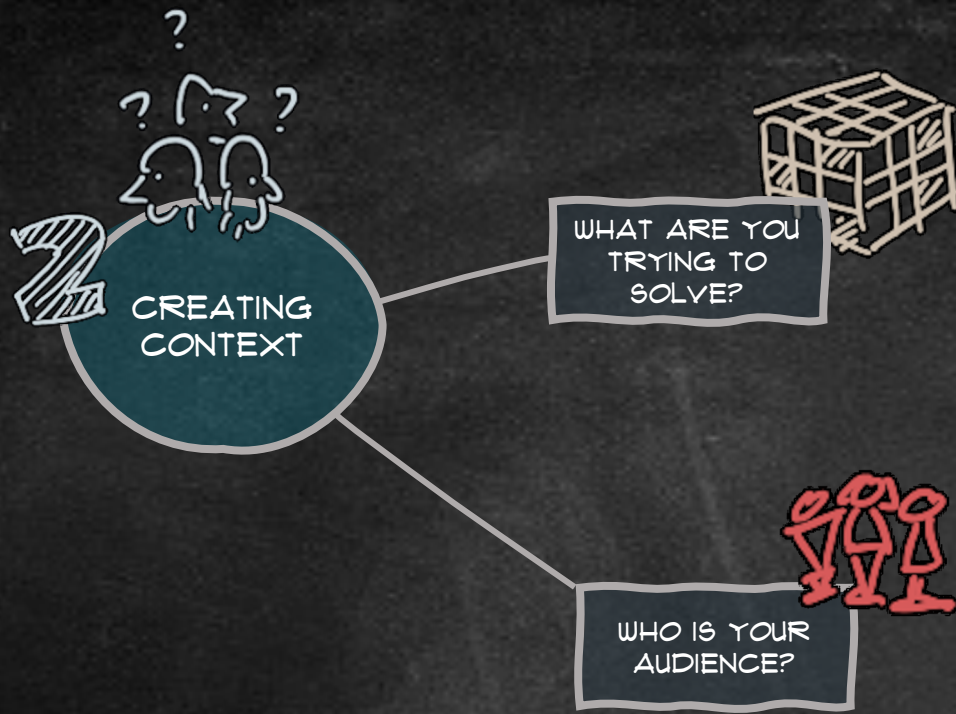 ?
? ?
2
CREATING
CONTEXT
WHAT ARE YOU
TRYING TO
SOLVE?
WHO IS YOUR
AUDIENCE?